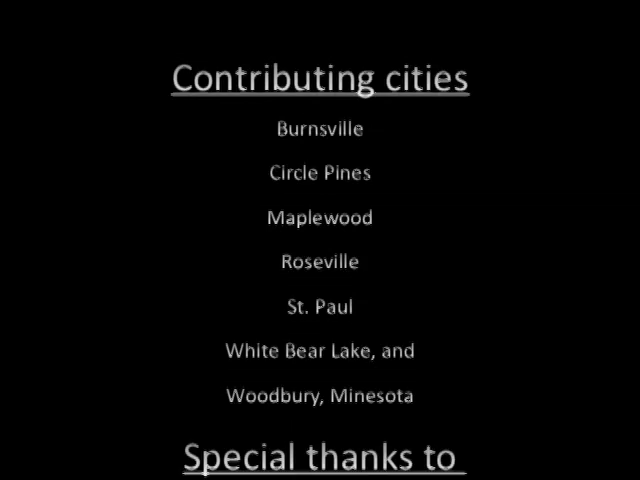 Contributing cities
Burnsville
Circle Pines
Maplewood
Roseville
St. Paul
White Bear Lake, and
Woodbury, Minesota
Special thanks to